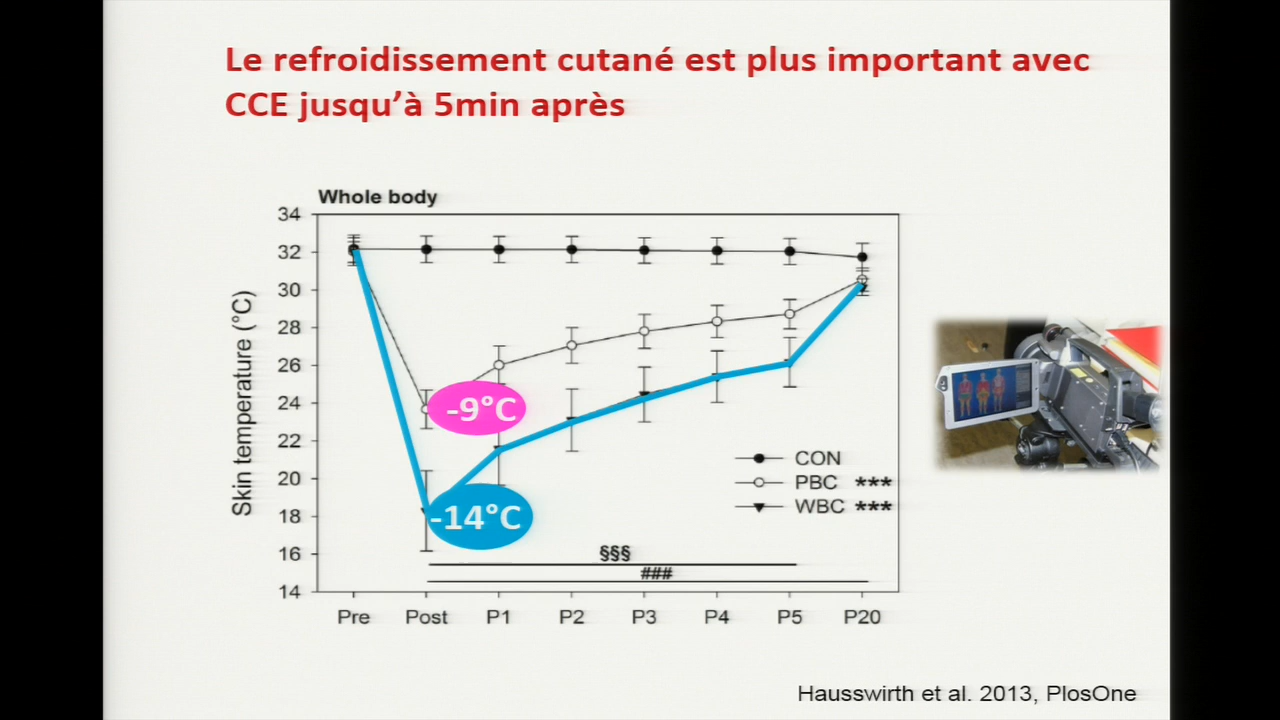 Le refroidissement cutané est plus important avec
CCE jusqu'à 5min après
Whole body
34
32
30
28
26
24
22
20
18
16
14
Skin temperature (°C)
-9°C
-14°C
CON
PBC ***
WBC ***
§§§
###
Pre Post P1 P2 P3 P4 P5 P20
Hausswirth et al. 2013, PlosOne